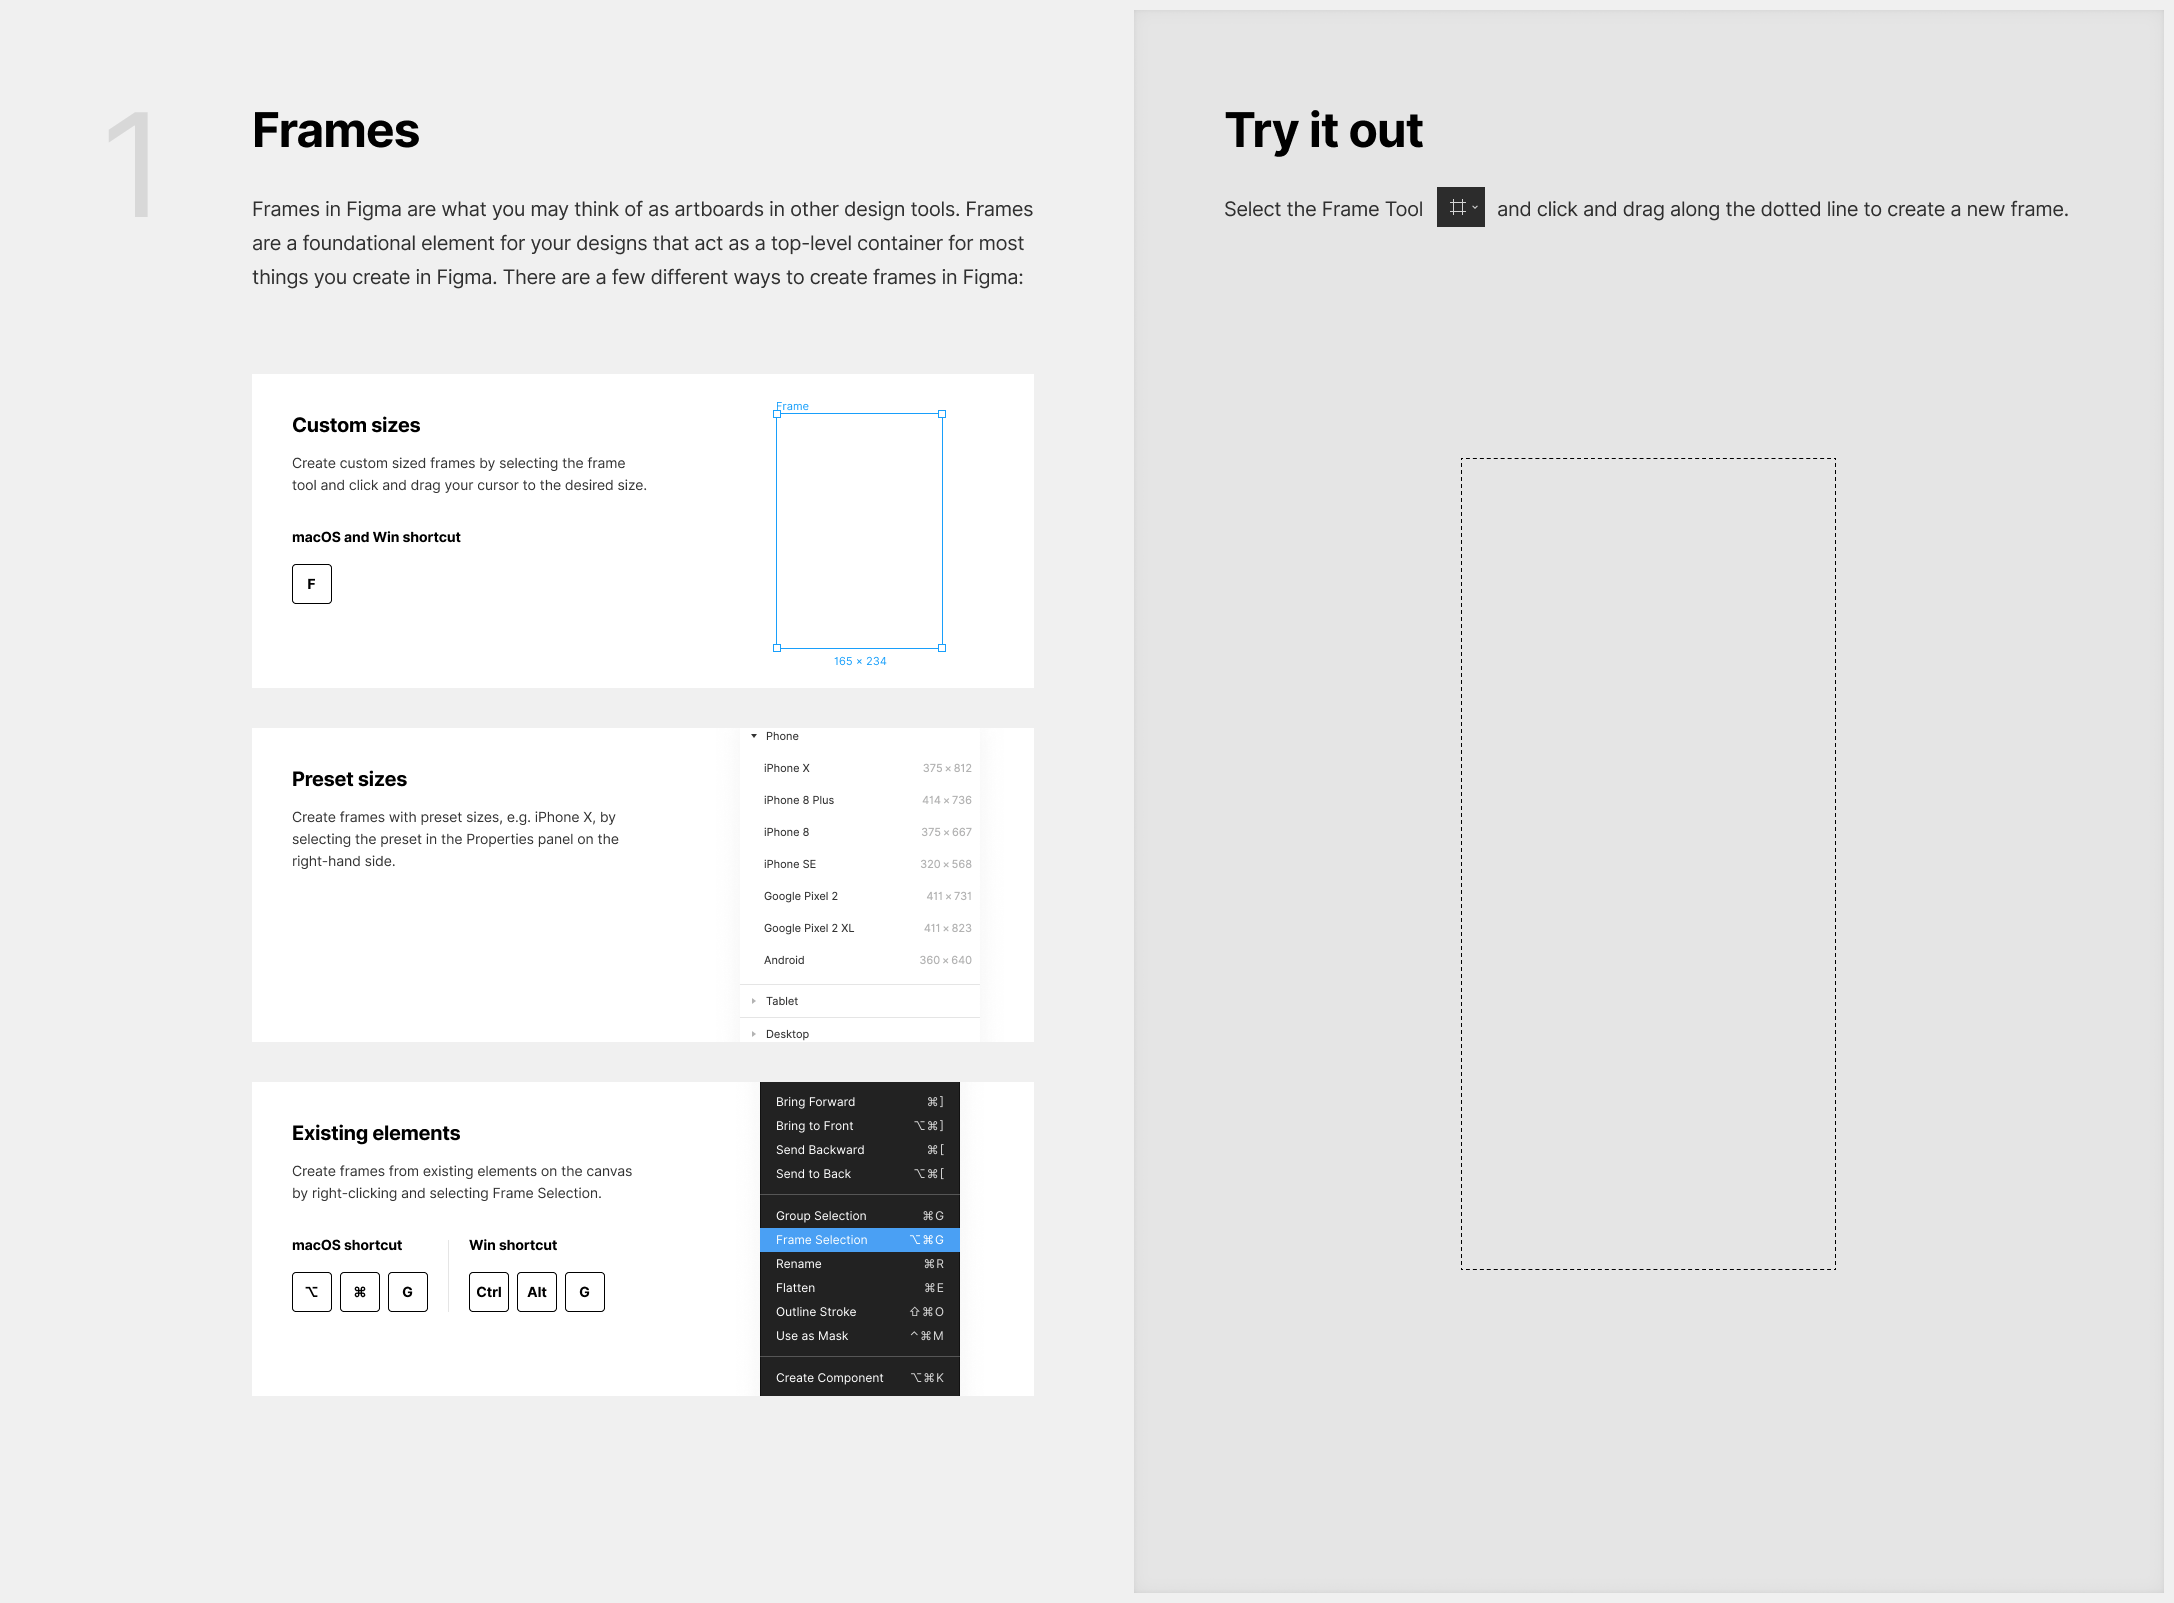 1
Frames
Frames in Figma are what you may think of as artboards in other design tools. Frames
are a foundational element for your designs that act as a top-level container for most
things you create in Figma. There are a few different ways to create frames in Figma:
Custom sizes
Create custom sized frames by selecting the frame
tool and click and drag your cursor to the desired size.
macOS and Win shortcut
F
Frame
165 × 234
Preset sizes
Create frames with preset sizes, e.g. iPhone X, by
selecting the preset in the Properties panel on the
right-hand side.
Phone
iPhone X 375 × 812
iPhone 8 Plus 414 × 736
iPhone 8 375 × 667
iPhone SE 320 × 568
Google Pixel 2 411 × 731
Google Pixel 2 XL 411 × 823
Android 360 × 640
Tablet
Desktop
Existing elements
Create frames from existing elements on the canvas
by right-clicking and selecting Frame Selection.
macOS shortcut
⌥ ⌘ G
Win shortcut
Ctrl Alt G
Bring Forward ⌘]
Bring to Front ⌥⌘]
Send Backward ⌘[
Send to Back ⌥⌘[
Group Selection ⌘G
Frame Selection ⌥⌘G
Rename ⌘R
Flatten ⌘E
Outline Stroke ⇧⌘O
Use as Mask ^⌘M
Create Component ⌥⌘K
Try it out
Select the Frame Tool and click and drag along the dotted line to create a new frame.